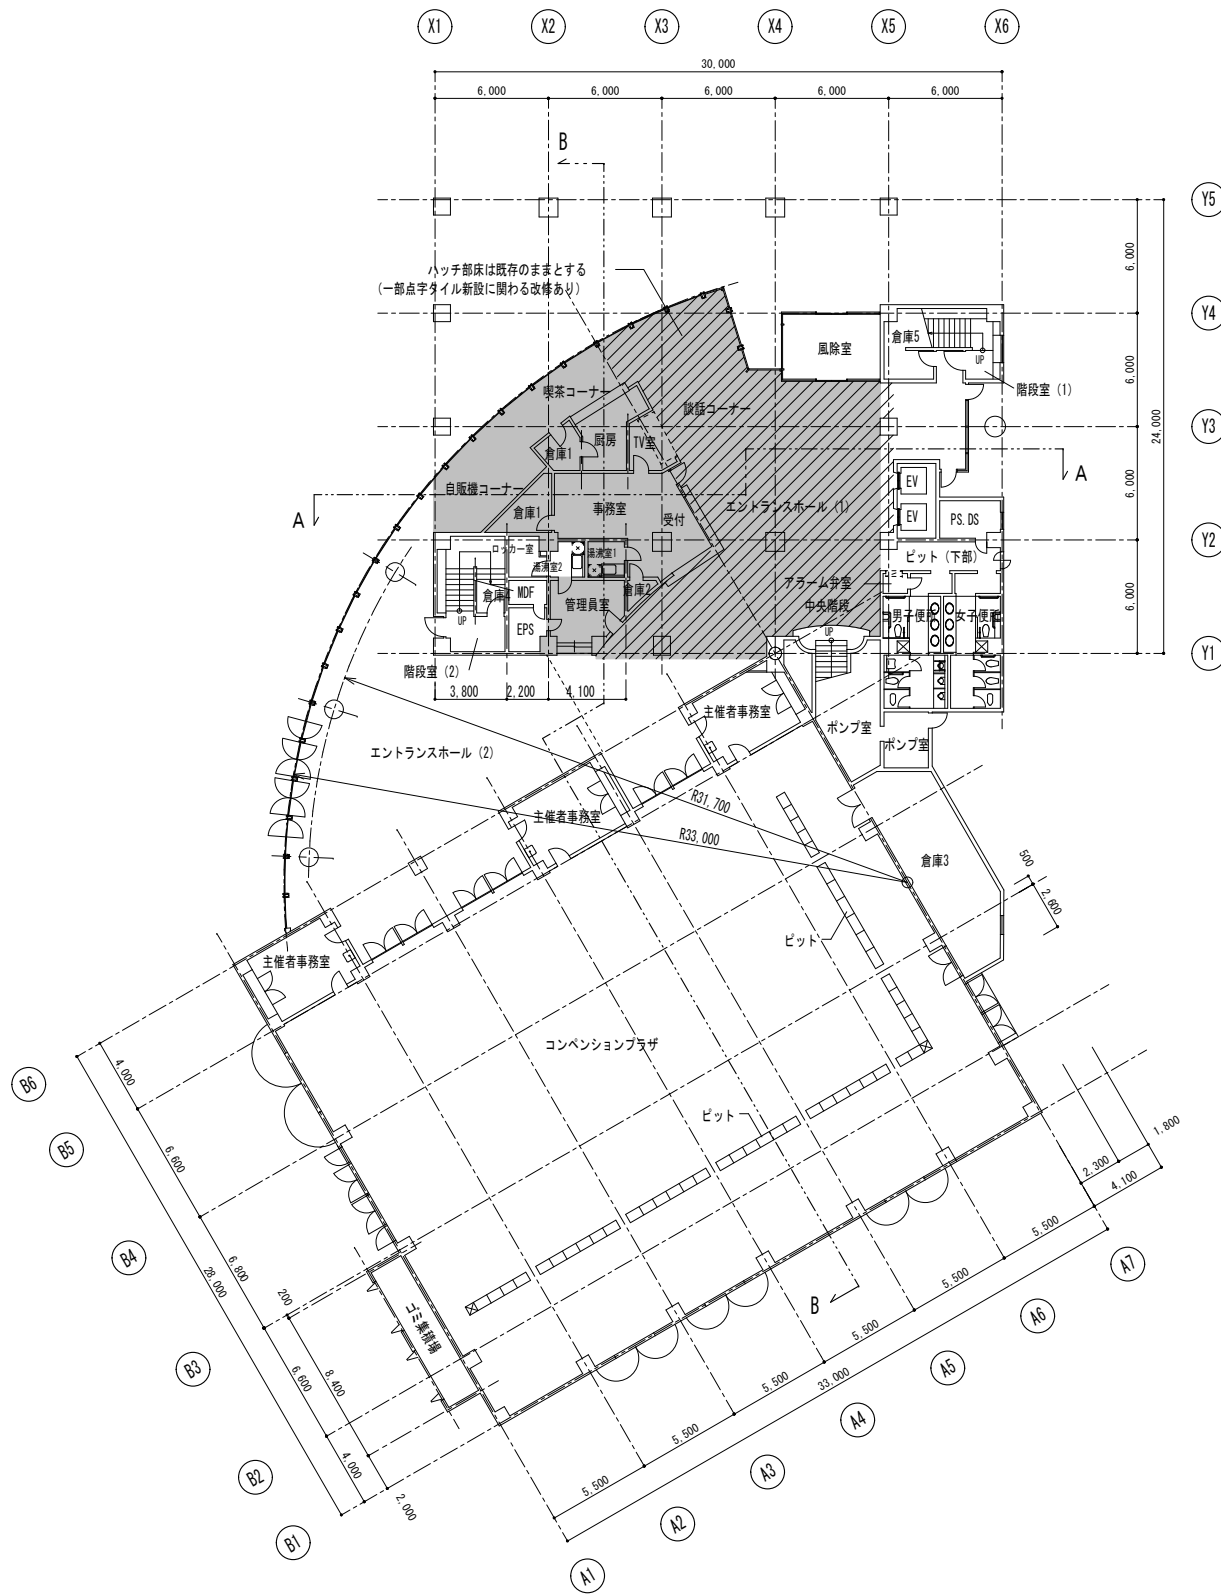 X1 X2 X3 X4 X5 X6
30,000
6,000 6,000 6,000 6,000 6,000
B
Y5
ハッチ部床は既存のままとする
(一部点字タイル新設に関わる改修あり)
6,000
Y4
風除室
倉庫5
UP
階段室(1)
6,000
24,000
喫茶コーナー
談話コーナー
Y3
厨房
TV室
倉庫1
6,000
A
A
EV
自販機コーナー
倉庫1
事務室
受付
エントランスホール(1)
EV
PS.DS
Y2
ロッカー室
湯沸室1
湯沸室2
ピット(下部)
アラーム弁室
倉庫4
MDF
管理員室
倉庫2
中央階段
男子便所
女子便所
6,000
UP
EPS
UP
Y1
階段室(2)
3,800 2,200 4,100
主催者事務室
ポンプ室
ポンプ室
エントランスホール(2)
R31,700
主催者事務室
R33,000
倉庫3
500
2,600
ピット
主催者事務室
コンベンションプラザ
B6
4,000
ピット
1,800
2,300
4,100
B5
6,600
5,500
A7
B4
6,800
28,000
200
ゴミ集積場
B
5,500
A6
B3
6,600
8,400
5,500
A5
5,500
33,000
A4
B2
4,000
2,000
5,500
A3
B1
5,500
A2
A1